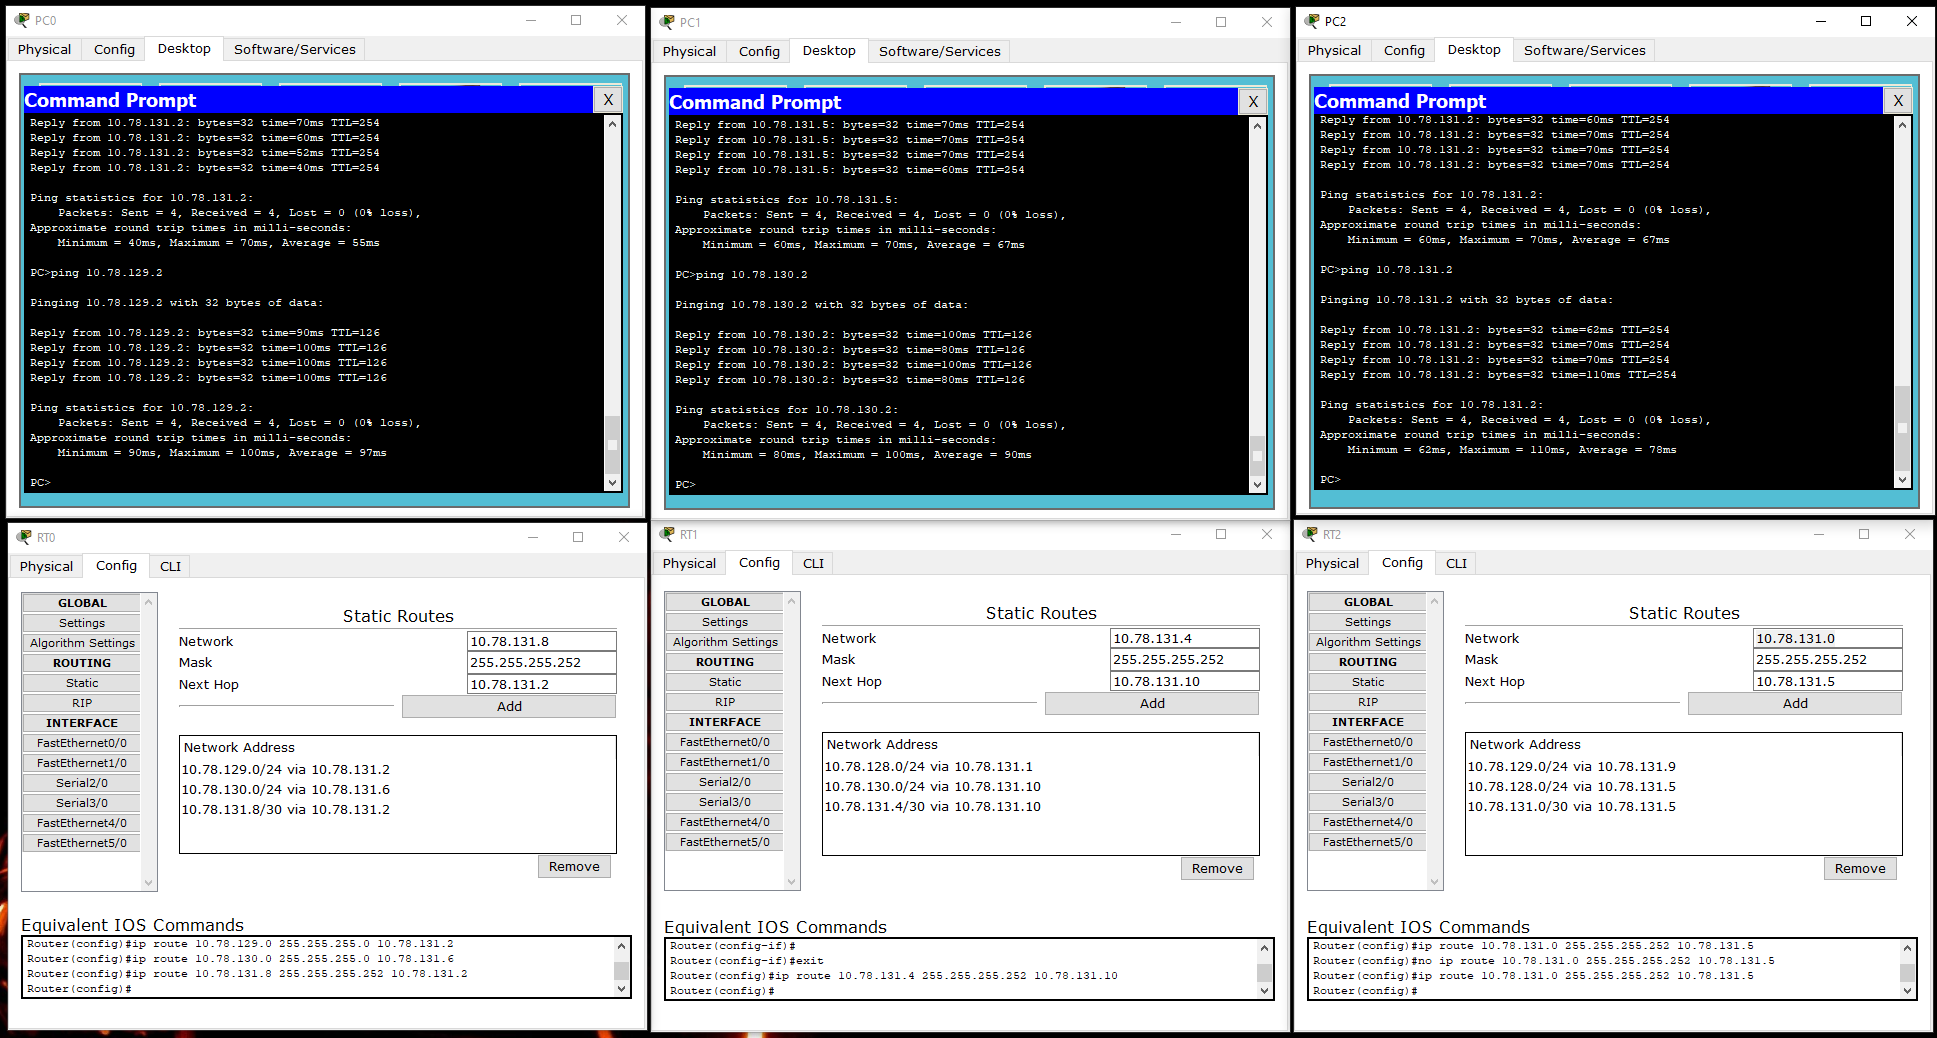 PC0
Physical Config Desktop Software/Services
Command Prompt X
Reply from 10.78.131.2: bytes=32 time=70ms TTL=254
Reply from 10.78.131.2: bytes=32 time=60ms TTL=254
Reply from 10.78.131.2: bytes=32 time=52ms TTL=254
Reply from 10.78.131.2: bytes=32 time=40ms TTL=254
Ping statistics for 10.78.131.2:
Packets: Sent = 4, Received = 4, Lost = 0 (0% loss),
Approximate round trip times in milli-seconds:
Minimum = 40ms, Maximum = 70ms, Average = 55ms
PC>ping 10.78.129.2
Pinging 10.78.129.2 with 32 bytes of data:
Reply from 10.78.129.2: bytes=32 time=90ms TTL=126
Reply from 10.78.129.2: bytes=32 time=100ms TTL=126
Reply from 10.78.129.2: bytes=32 time=100ms TTL=126
Reply from 10.78.129.2: bytes=32 time=100ms TTL=126
Ping statistics for 10.78.129.2:
Packets: Sent = 4, Received = 4, Lost = 0 (0% loss),
Approximate round trip times in milli-seconds:
Minimum = 90ms, Maximum = 100ms, Average = 97ms
PC>
PC1
Physical Config Desktop Software/Services
Command Prompt X
Reply from 10.78.131.5: bytes=32 time=70ms TTL=254
Reply from 10.78.131.5: bytes=32 time=70ms TTL=254
Reply from 10.78.131.5: bytes=32 time=70ms TTL=254
Reply from 10.78.131.5: bytes=32 time=60ms TTL=254
Ping statistics for 10.78.131.5:
Packets: Sent = 4, Received = 4, Lost = 0 (0% loss),
Approximate round trip times in milli-seconds:
Minimum = 60ms, Maximum = 70ms, Average = 67ms
PC>ping 10.78.130.2
Pinging 10.78.130.2 with 32 bytes of data:
Reply from 10.78.130.2: bytes=32 time=100ms TTL=126
Reply from 10.78.130.2: bytes=32 time=80ms TTL=126
Reply from 10.78.130.2: bytes=32 time=100ms TTL=126
Reply from 10.78.130.2: bytes=32 time=80ms TTL=126
Ping statistics for 10.78.130.2:
Packets: Sent = 4, Received = 4, Lost = 0 (0% loss),
Approximate round trip times in milli-seconds:
Minimum = 80ms, Maximum = 100ms, Average = 90ms
PC>
PC2
Physical Config Desktop Software/Services
Command Prompt X
Reply from 10.78.131.2: bytes=32 time=60ms TTL=254
Reply from 10.78.131.2: bytes=32 time=70ms TTL=254
Reply from 10.78.131.2: bytes=32 time=70ms TTL=254
Reply from 10.78.131.2: bytes=32 time=70ms TTL=254
Ping statistics for 10.78.131.2:
Packets: Sent = 4, Received = 4, Lost = 0 (0% loss),
Approximate round trip times in milli-seconds:
Minimum = 60ms, Maximum = 70ms, Average = 67ms
PC>ping 10.78.131.2
Pinging 10.78.131.2 with 32 bytes of data:
Reply from 10.78.131.2: bytes=32 time=62ms TTL=254
Reply from 10.78.131.2: bytes=32 time=70ms TTL=254
Reply from 10.78.131.2: bytes=32 time=70ms TTL=254
Reply from 10.78.131.2: bytes=32 time=110ms TTL=254
Ping statistics for 10.78.131.2:
Packets: Sent = 4, Received = 4, Lost = 0 (0% loss),
Approximate round trip times in milli-seconds:
Minimum = 62ms, Maximum = 110ms, Average = 78ms
PC>
RT0
Physical Config CLI
GLOBAL
Settings
Algorithm Settings
ROUTING
Static
RIP
INTERFACE
FastEthernet0/0
FastEthernet1/0
Serial2/0
Serial3/0
FastEthernet4/0
FastEthernet5/0
Static Routes
Network 10.78.131.8
Mask 255.255.255.252
Next Hop 10.78.131.2
Add
Network Address
10.78.129.0/24 via 10.78.131.2
10.78.130.0/24 via 10.78.131.6
10.78.131.8/30 via 10.78.131.2
Remove
Equivalent IOS Commands
Router(config)#ip route 10.78.129.0 255.255.255.0 10.78.131.2
Router(config)#ip route 10.78.130.0 255.255.255.0 10.78.131.6
Router(config)#ip route 10.78.131.8 255.255.255.252 10.78.131.2
Router(config)#
RT1
Physical Config CLI
GLOBAL
Settings
Algorithm Settings
ROUTING
Static
RIP
INTERFACE
FastEthernet0/0
FastEthernet1/0
Serial2/0
Serial3/0
FastEthernet4/0
FastEthernet5/0
Static Routes
Network 10.78.131.4
Mask 255.255.255.252
Next Hop 10.78.131.10
Add
Network Address
10.78.128.0/24 via 10.78.131.1
10.78.130.0/24 via 10.78.131.10
10.78.131.4/30 via 10.78.131.10
Remove
Equivalent IOS Commands
Router(config-if)#
Router(config-if)#exit
Router(config)#ip route 10.78.131.4 255.255.255.252 10.78.131.10
Router(config)#
RT2
Physical Config CLI
GLOBAL
Settings
Algorithm Settings
ROUTING
Static
RIP
INTERFACE
FastEthernet0/0
FastEthernet1/0
Serial2/0
Serial3/0
FastEthernet4/0
FastEthernet5/0
Static Routes
Network 10.78.131.0
Mask 255.255.255.252
Next Hop 10.78.131.5
Add
Network Address
10.78.129.0/24 via 10.78.131.9
10.78.128.0/24 via 10.78.131.5
10.78.131.0/30 via 10.78.131.5
Remove
Equivalent IOS Commands
Router(config)#ip route 10.78.131.0 255.255.255.252 10.78.131.5
Router(config)#no ip route 10.78.131.0 255.255.255.252 10.78.131.5
Router(config)#ip route 10.78.131.0 255.255.255.252 10.78.131.5
Router(config)#